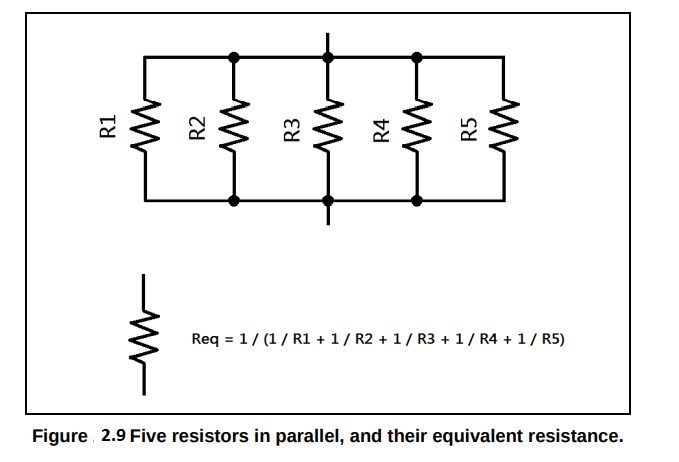 R1
R2
R3
R4
R5
Req = 1 / (1 / R1 + 1 / R2 + 1 / R3 + 1 / R4 + 1 / R5)
Figure 2.9 Five resistors in parallel, and their equivalent resistance.